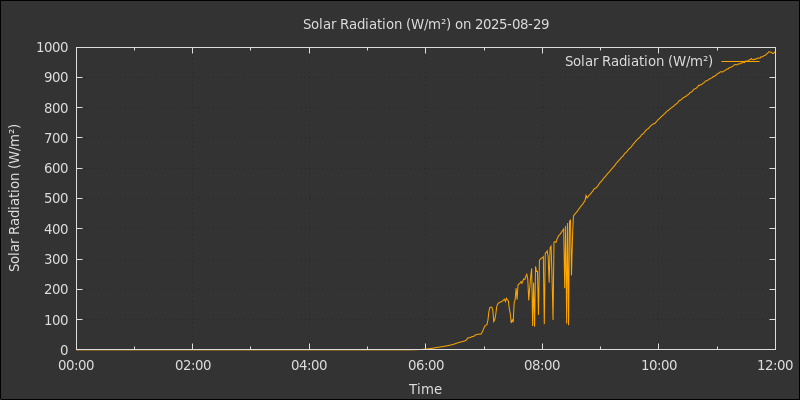 Solar Radiation (W/m²) on 2025-08-29
Solar Radiation (W/m²)
Solar Radiation (W/m²)
1000
900
800
700
600
500
400
300
200
100
0
00:00 02:00 04:00 06:00 08:00 10:00 12:00
Time